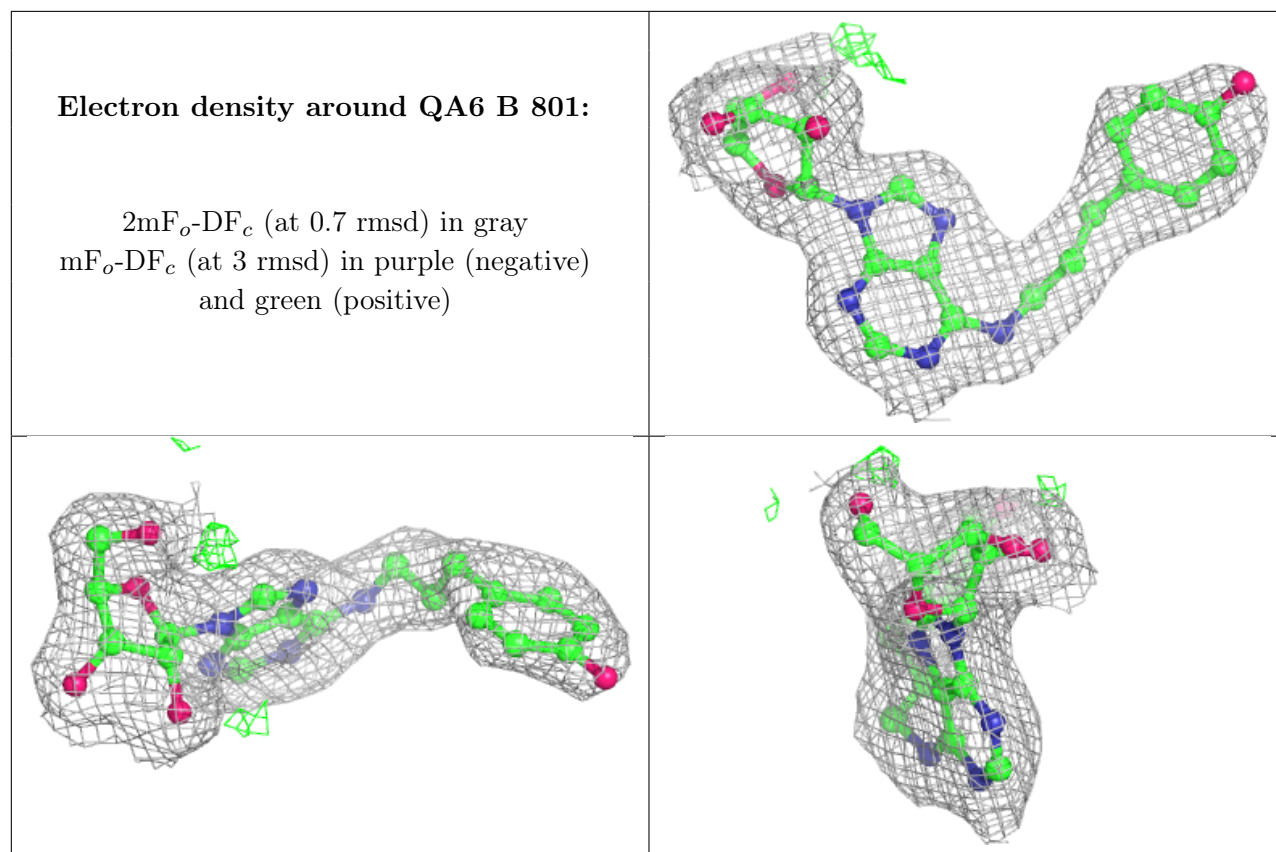 Electron density around QA6 B 801:
2mFₒ-DF𝒸 (at 0.7 rmsd) in gray
mFₒ-DF𝒸 (at 3 rmsd) in purple (negative)
and green (positive)